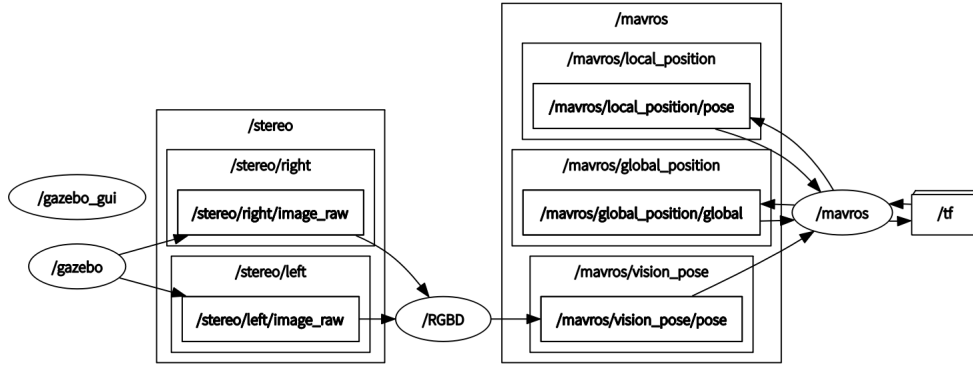 /mavros
/mavros/local_position
/mavros/local_position/pose
/stereo
/stereo/right
/mavros/global_position
/gazebo_gui
/stereo/right/image_raw
/mavros/global_position/global
/mavros
/tf
/gazebo
/stereo/left
/mavros/vision_pose
/stereo/left/image_raw
/RGBD
/mavros/vision_pose/pose